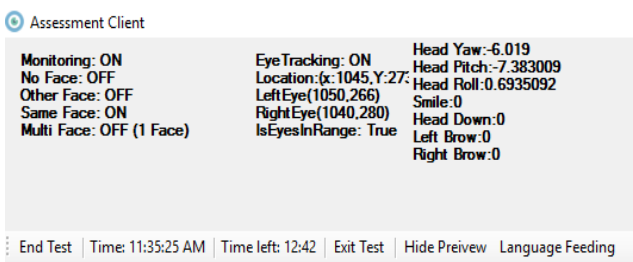 Assessment Client
Monitoring: ON
No Face: OFF
Other Face: OFF
Same Face: ON
Multi Face: OFF (1 Face)
EyeTracking: ON
Location:(x:1045,Y:273
LeftEye(1050,266)
RightEye(1040,280)
IsEyesInRange: True
Head Yaw:-6.019
Head Pitch:-7.383009
Head Roll:0.6935092
Smile:0
Head Down:0
Left Brow:0
Right Brow:0
End Test | Time: 11:35:25 AM | Time left: 12:42 | Exit Test | Hide Preivew Language Feeding